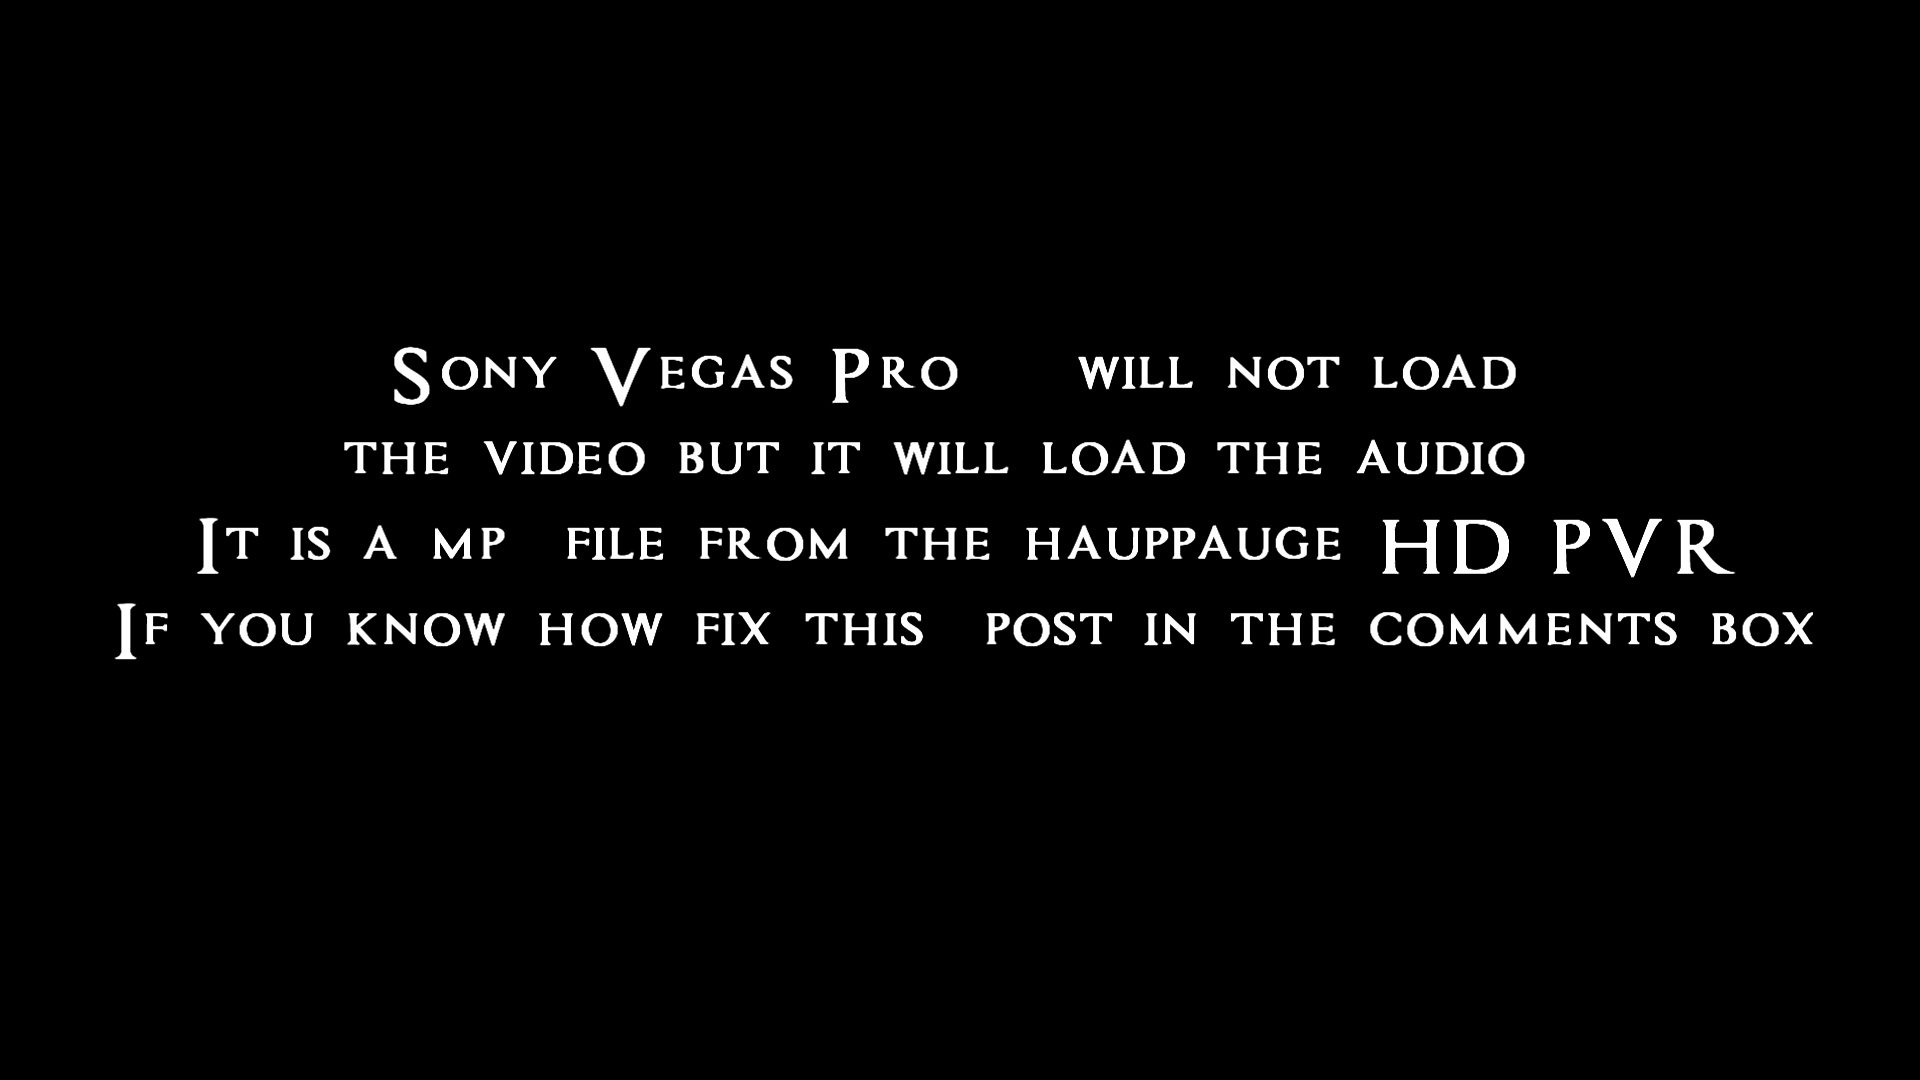 Sony Vegas Pro will not load
the video but it will load the audio
It is a mp file from the hauppauge HD PVR
If you know how fix this post in the comments box